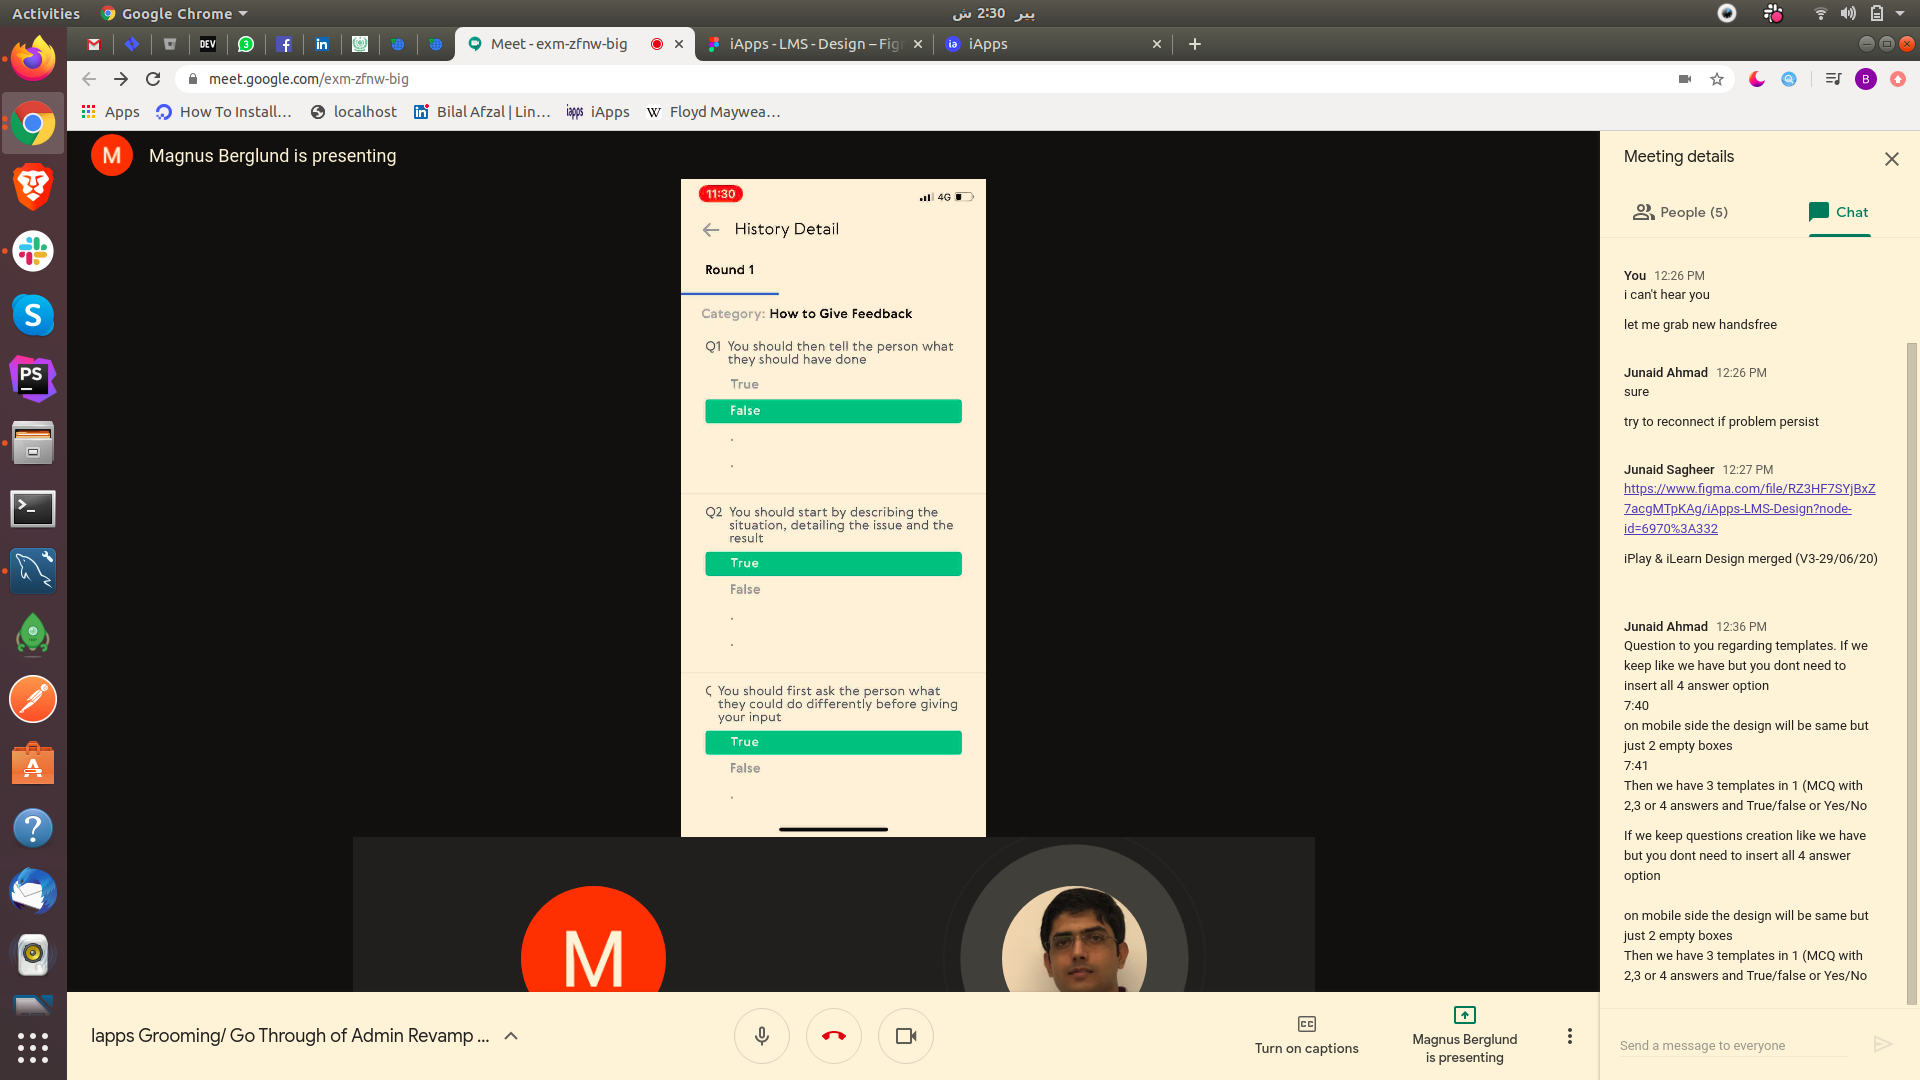 Activities
Google Chrome
پیر 2:30 ش
DEV
3
Meet - exm-zfnw-big
iApps - LMS - Design – Fig
iApps
meet.google.com/exm-zfnw-big
B
Apps
How To Install…
localhost
Bilal Afzal | Lin…
iApps
Floyd Maywea…
M
Magnus Berglund is presenting
11:30
4G
History Detail
Round 1
Category: How to Give Feedback
Q1 You should then tell the person what
they should have done
True
False
.
.
Q2 You should start by describing the
situation, detailing the issue and the
result
True
False
.
.
You should first ask the person what
they could do differently before giving
your input
True
False
.
M
Iapps Grooming/ Go Through of Admin Revamp ...
Turn on captions
Magnus Berglund
is presenting
Meeting details
People (5)
Chat
You 12:26 PM
i can't hear you
let me grab new handsfree
Junaid Ahmad 12:26 PM
sure
try to reconnect if problem persist
Junaid Sagheer 12:27 PM
https://www.figma.com/file/RZ3HF7SYjBxZ
7acgMTpKAg/iApps-LMS-Design?node-
id=6970%3A332
iPlay & iLearn Design merged (V3-29/06/20)
Junaid Ahmad 12:36 PM
Question to you regarding templates. If we
keep like we have but you dont need to
insert all 4 answer option
7:40
on mobile side the design will be same but
just 2 empty boxes
7:41
Then we have 3 templates in 1 (MCQ with
2,3 or 4 answers and True/false or Yes/No
If we keep questions creation like we have
but you dont need to insert all 4 answer
option
on mobile side the design will be same but
just 2 empty boxes
Then we have 3 templates in 1 (MCQ with
2,3 or 4 answers and True/false or Yes/No
Send a message to everyone
PS